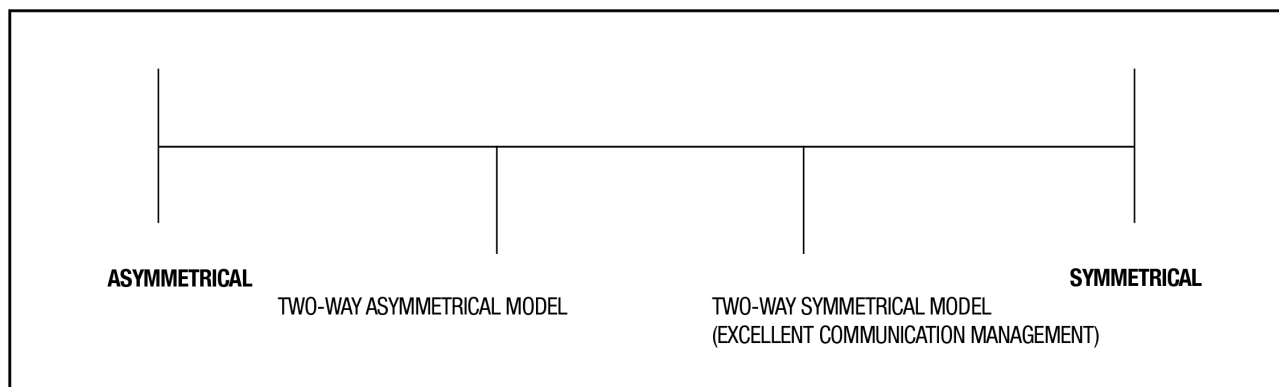 ASYMMETRICAL
SYMMETRICAL
TWO-WAY ASYMMETRICAL MODEL
TWO-WAY SYMMETRICAL MODEL
(EXCELLENT COMMUNICATION MANAGEMENT)